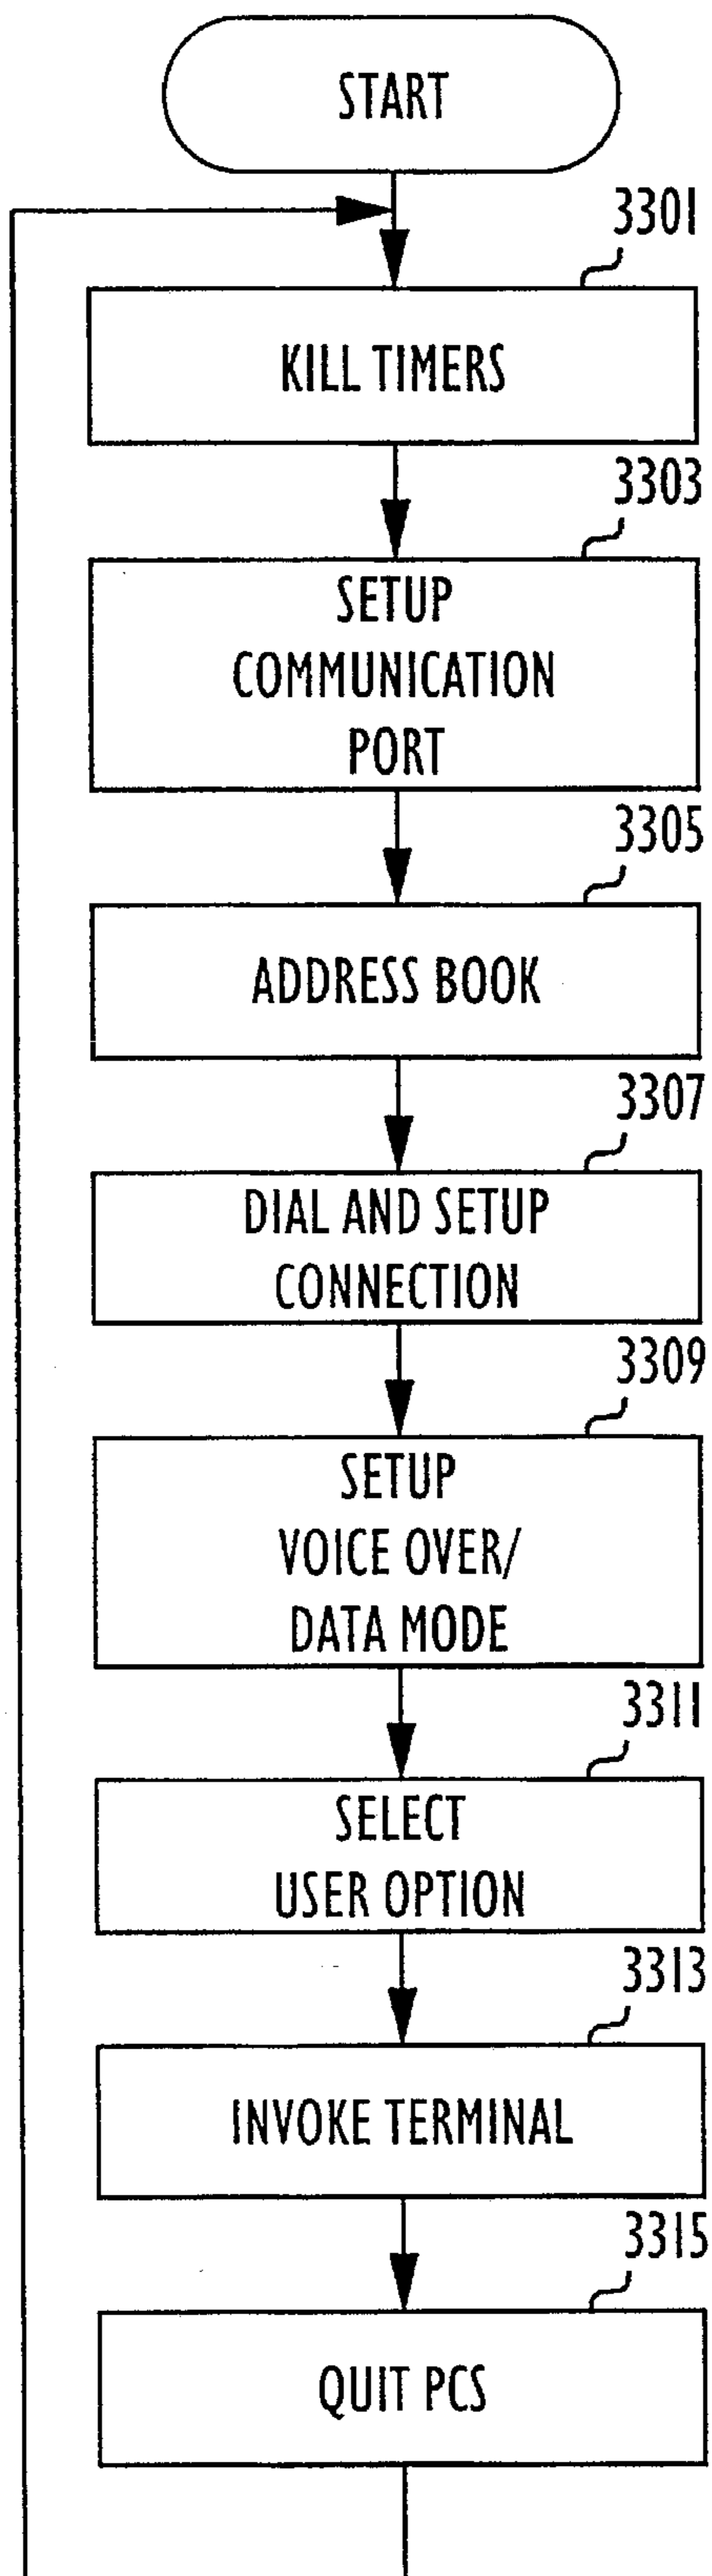 START
3301
KILL TIMERS
3303
SETUP
COMMUNICATION
PORT
3305
ADDRESS BOOK
3307
DIAL AND SETUP
CONNECTION
3309
SETUP
VOICE OVER/
DATA MODE
3311
SELECT
USER OPTION
3313
INVOKE TERMINAL
3315
QUIT PCS